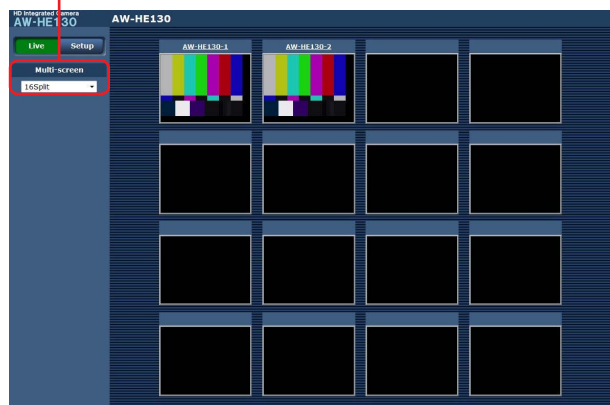 HD Integrated Camera
AW-HE130
AW-HE130
Live
Setup
Multi-screen
16Split
AW-HE130-1
AW-HE130-2